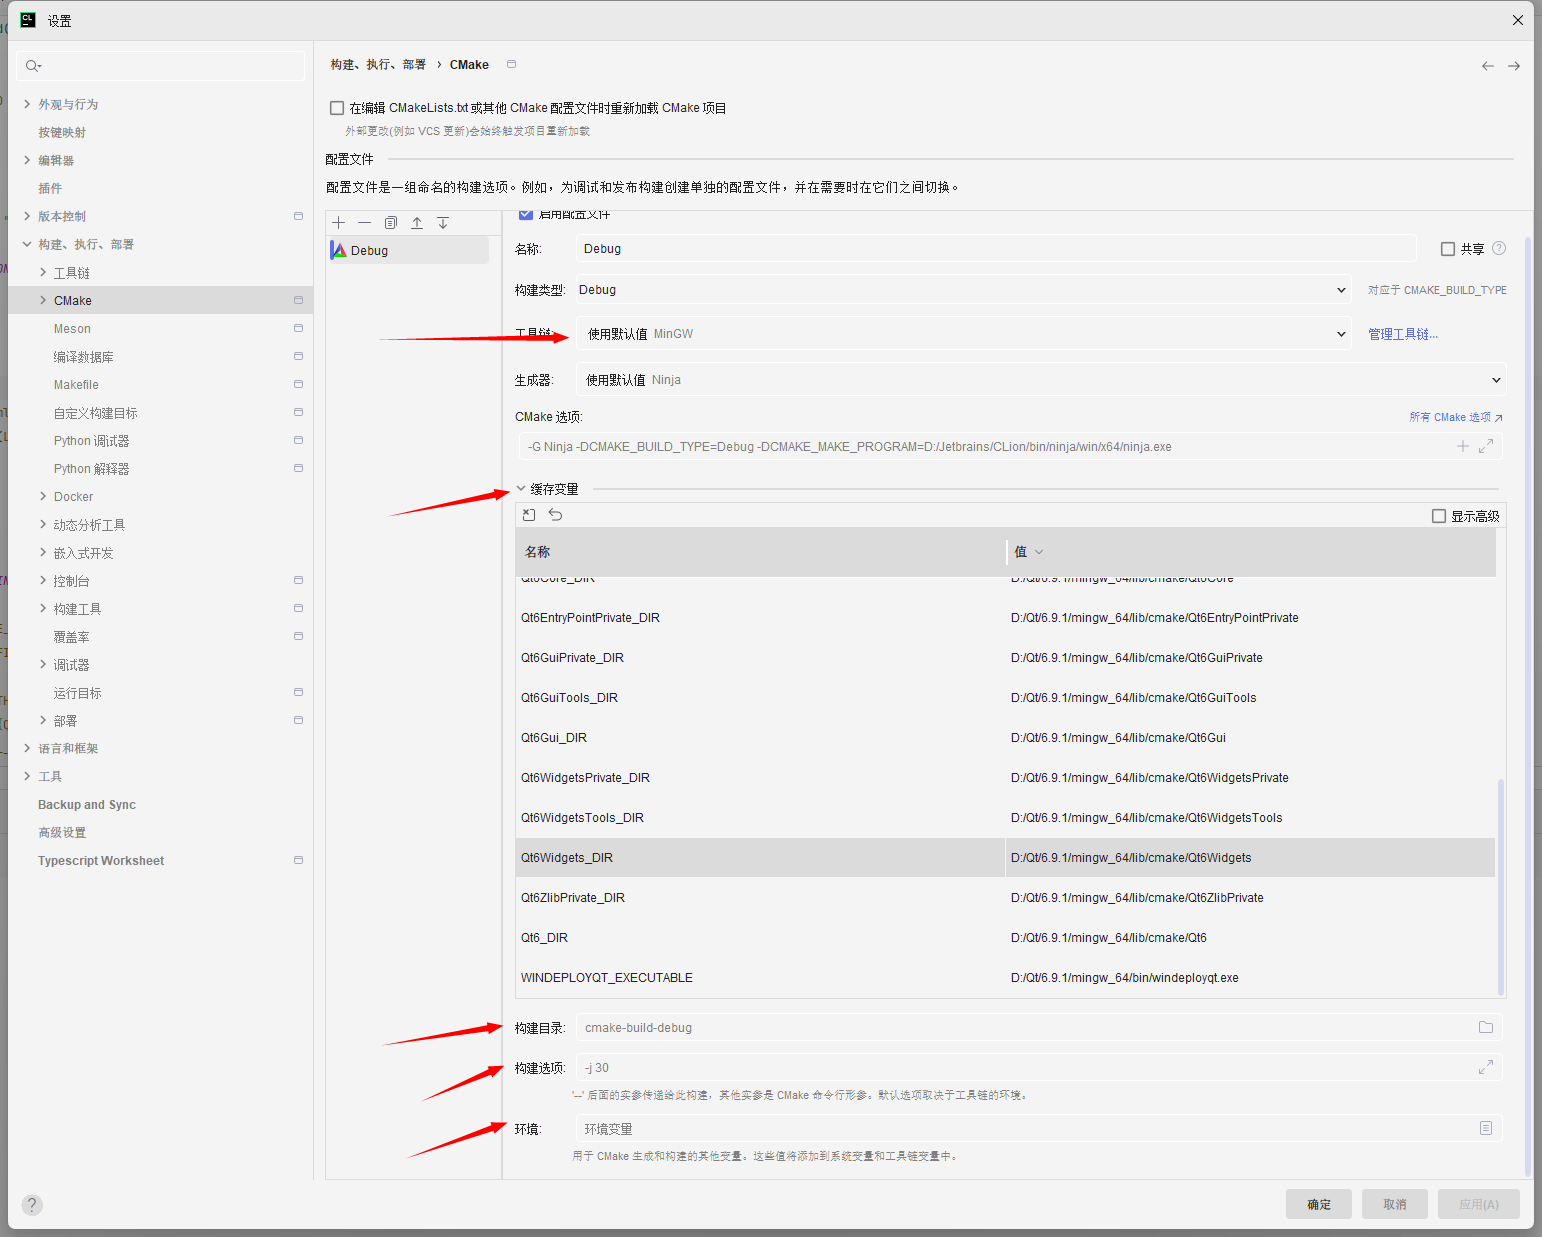 设置
外观与行为
按键映射
编辑器
插件
版本控制
构建、执行、部署
工具链
CMake
Meson
编译数据库
Makefile
自定义构建目标
Python 调试器
Python 解释器
Docker
动态分析工具
嵌入式开发
控制台
构建工具
覆盖率
调试器
运行目标
部署
语言和框架
工具
Backup and Sync
高级设置
Typescript Worksheet
构建、执行、部署 › CMake
在编辑 CMakeLists.txt 或其他 CMake 配置文件时重新加载 CMake 项目
外部更改(例如 VCS 更新)会始终触发项目重新加载
配置文件
配置文件是一组命名的构建选项。例如，为调试和发布构建创建单独的配置文件，并在需要时在它们之间切换。
Debug
启用配置文件
名称: Debug 共享
构建类型: Debug 对应于 CMAKE_BUILD_TYPE
工具链: 使用默认值 MinGW 管理工具链...
生成器: 使用默认值 Ninja
CMake 选项: 所有 CMake 选项
-G Ninja -DCMAKE_BUILD_TYPE=Debug -DCMAKE_MAKE_PROGRAM=D:/Jetbrains/CLion/bin/ninja/win/x64/ninja.exe
缓存变量
显示高级
名称 值
Qt6Core_DIR D:/Qt/6.9.1/mingw_64/lib/cmake/Qt6Core
Qt6EntryPointPrivate_DIR D:/Qt/6.9.1/mingw_64/lib/cmake/Qt6EntryPointPrivate
Qt6GuiPrivate_DIR D:/Qt/6.9.1/mingw_64/lib/cmake/Qt6GuiPrivate
Qt6GuiTools_DIR D:/Qt/6.9.1/mingw_64/lib/cmake/Qt6GuiTools
Qt6Gui_DIR D:/Qt/6.9.1/mingw_64/lib/cmake/Qt6Gui
Qt6WidgetsPrivate_DIR D:/Qt/6.9.1/mingw_64/lib/cmake/Qt6WidgetsPrivate
Qt6WidgetsTools_DIR D:/Qt/6.9.1/mingw_64/lib/cmake/Qt6WidgetsTools
Qt6Widgets_DIR D:/Qt/6.9.1/mingw_64/lib/cmake/Qt6Widgets
Qt6ZlibPrivate_DIR D:/Qt/6.9.1/mingw_64/lib/cmake/Qt6ZlibPrivate
Qt6_DIR D:/Qt/6.9.1/mingw_64/lib/cmake/Qt6
WINDEPLOYQT_EXECUTABLE D:/Qt/6.9.1/mingw_64/bin/windeployqt.exe
构建目录: cmake-build-debug
构建选项: -j 30
'--' 后面的实参传递给此构建，其他实参是 CMake 命令行形参。默认选项取决于工具链的环境。
环境: 环境变量
用于 CMake 生成和构建的其他变量。这些值将添加到系统变量和工具链变量中。
确定 取消 应用(A)